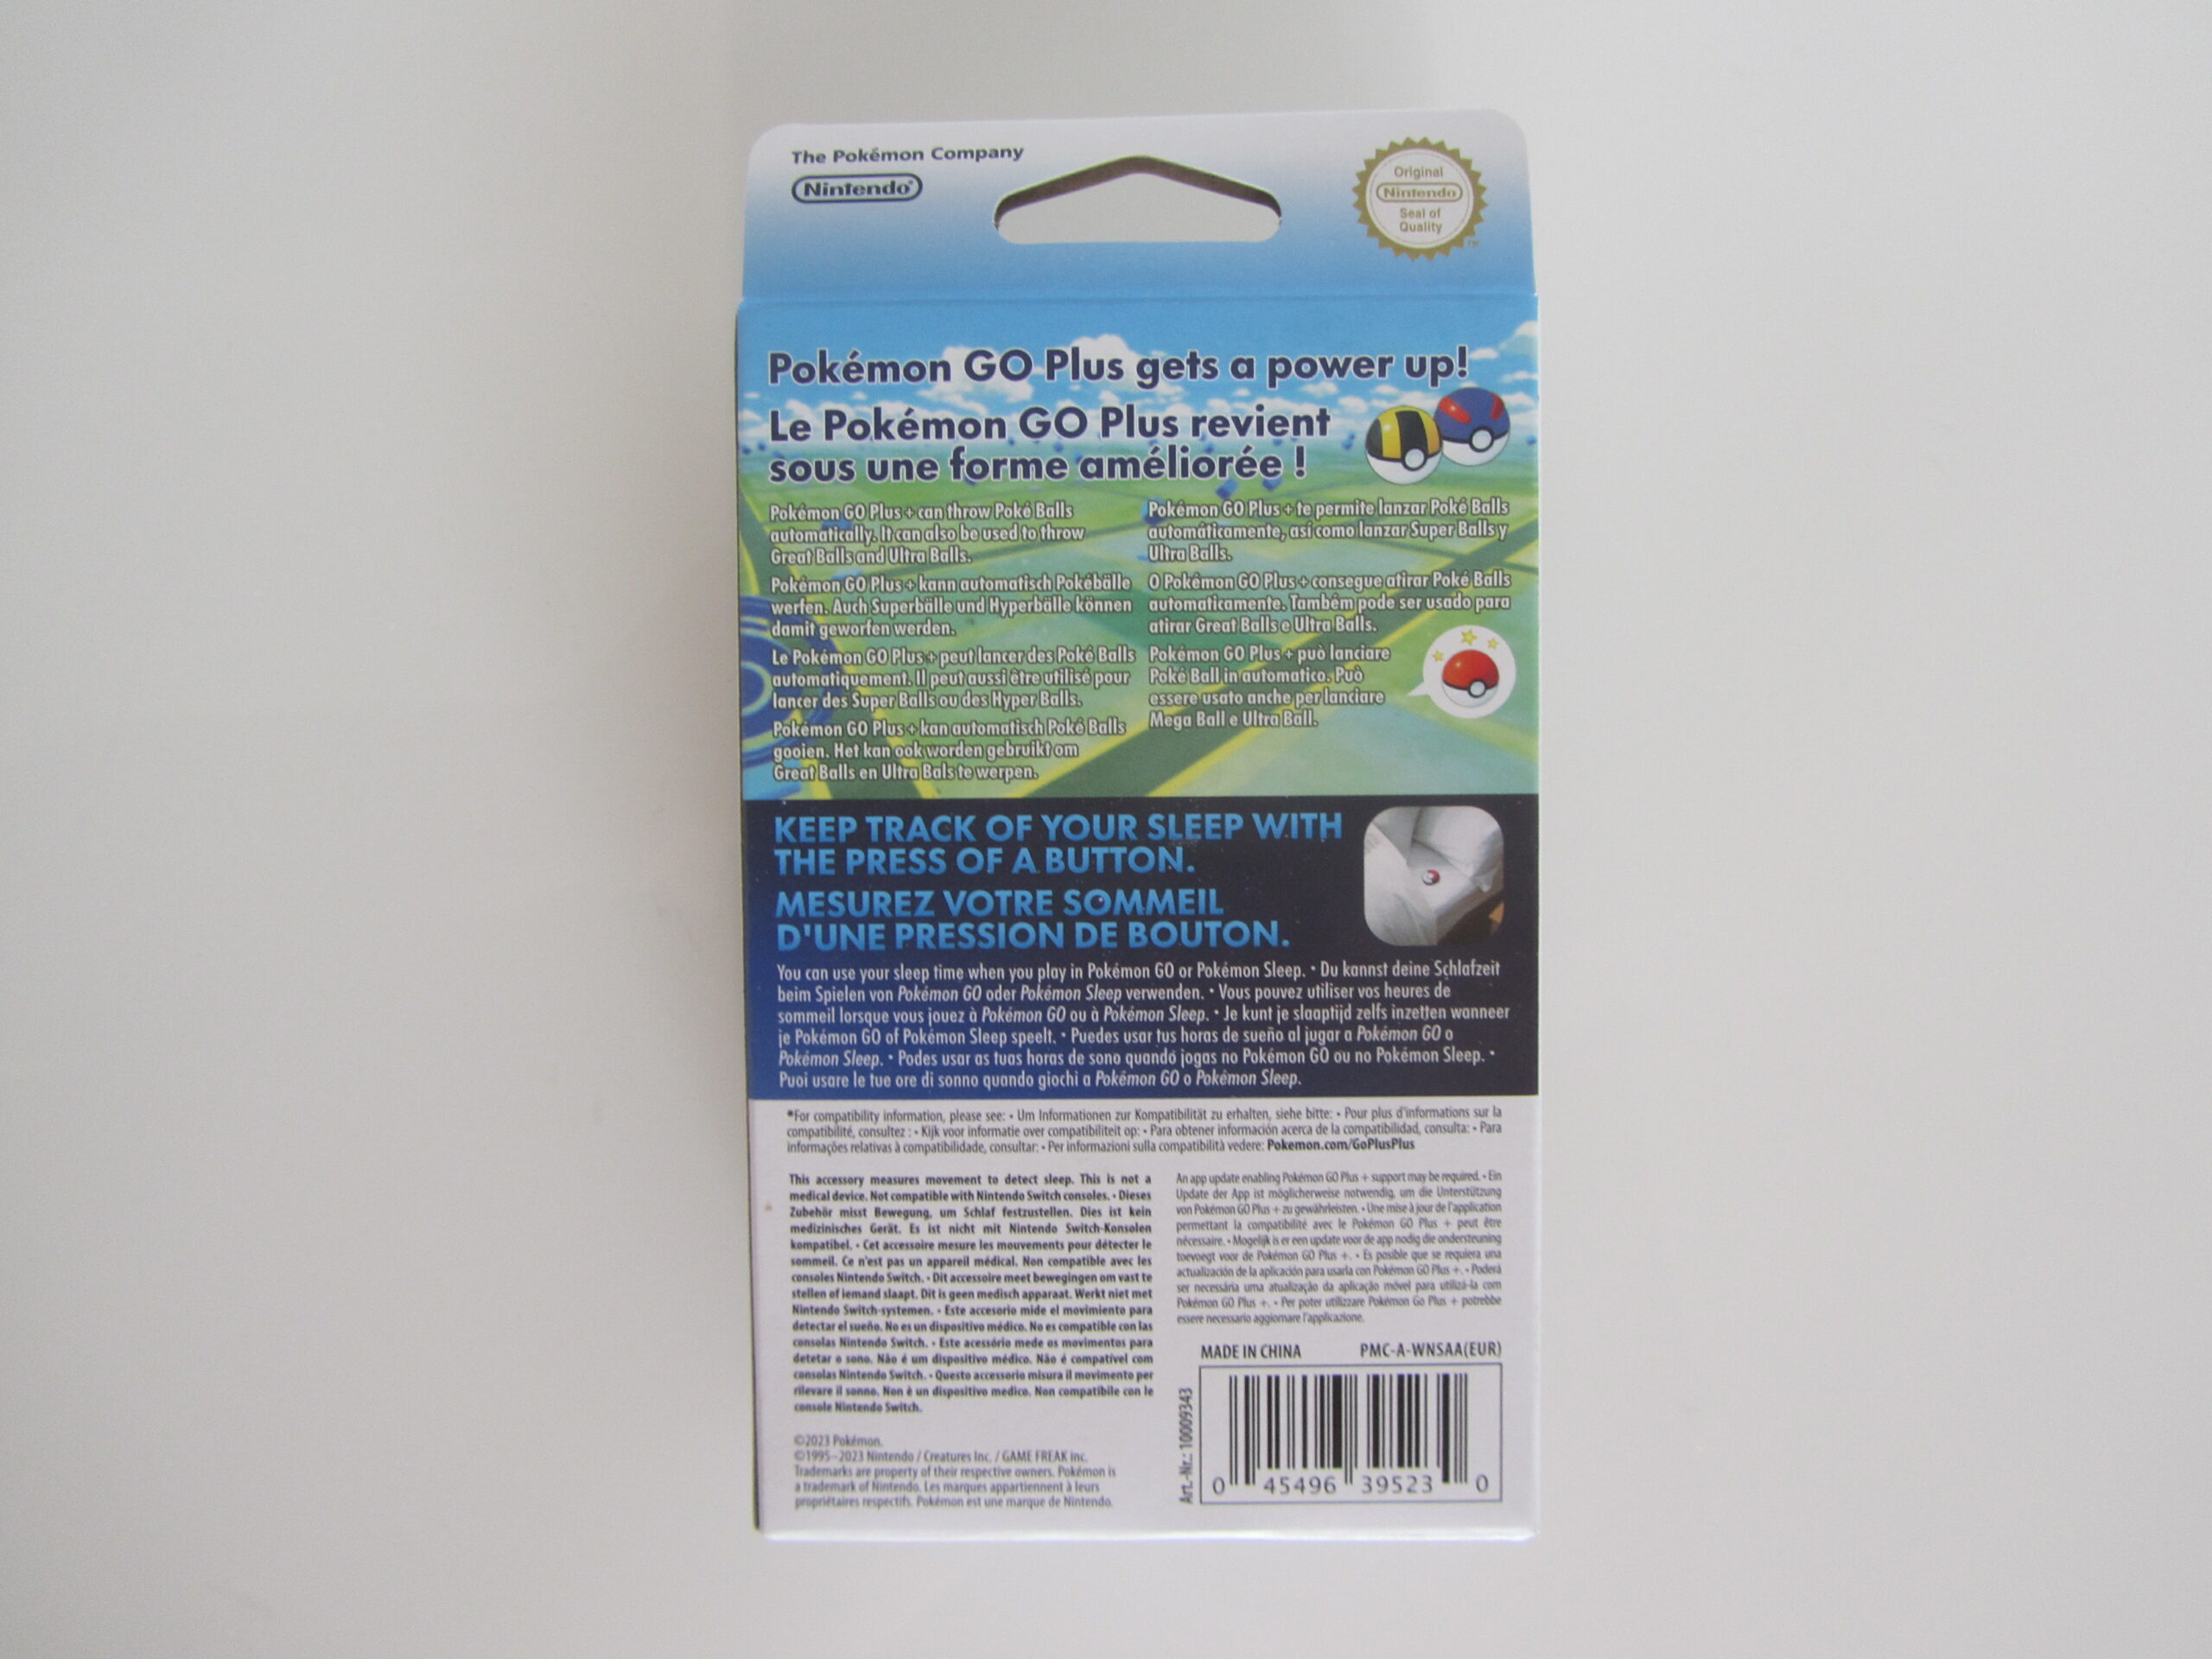 The Pokémon Company
Nintendo®
Original
Nintendo
Seal of
Quality
TM
Pokémon GO Plus gets a power up!
Le Pokémon GO Plus revient
sous une forme améliorée !
Pokémon GO Plus + can throw Poké Balls
automatically. It can also be used to throw
Great Balls and Ultra Balls.
Pokémon GO Plus + kann automatisch Pokébälle
werfen. Auch Superbälle und Hyperbälle können
damit geworfen werden.
Le Pokémon GO Plus + peut lancer des Poké Balls
automatiquement. Il peut aussi être utilisé pour
lancer des Super Balls ou des Hyper Balls.
Pokémon GO Plus + kan automatisch Poké Balls
gooien. Het kan ook worden gebruikt om
Great Balls en Ultra Bals te werpen.
Pokémon GO Plus + te permite lanzar Poké Balls
automáticamente, así como lanzar Super Balls y
Ultra Balls.
O Pokémon GO Plus + consegue atirar Poké Balls
automaticamente. Também pode ser usado para
atirar Great Balls e Ultra Balls.
Pokémon GO Plus + può lanciare
Poké Ball in automatico. Può
essere usato anche per lanciare
Mega Ball e Ultra Ball.
KEEP TRACK OF YOUR SLEEP WITH
THE PRESS OF A BUTTON.
MESUREZ VOTRE SOMMEIL
D'UNE PRESSION DE BOUTON.
You can use your sleep time when you play in Pokémon GO or Pokémon Sleep. • Du kannst deine Schlafzeit
beim Spielen von Pokémon GO oder Pokémon Sleep verwenden. • Vous pouvez utiliser vos heures de
sommeil lorsque vous jouez à Pokémon GO ou à Pokémon Sleep. • Je kunt je slaaptijd zelfs inzetten wanneer
je Pokémon GO of Pokémon Sleep speelt. • Puedes usar tus horas de sueño al jugar a Pokémon GO o
Pokémon Sleep. • Podes usar as tuas horas de sono quando jogas no Pokémon GO ou no Pokémon Sleep. •
Puoi usare le tue ore di sonno quando giochi a Pokémon GO o Pokémon Sleep.
*For compatibility information, please see: • Um Informationen zur Kompatibilität zu erhalten, siehe bitte: • Pour plus d'informations sur la
compatibilité, consultez : • Kijk voor informatie over compatibiliteit op: • Para obtener información acerca de la compatibilidad, consulta: • Para
informações relativas à compatibilidade, consultar: • Per informazioni sulla compatibilità vedere: Pokemon.com/GoPlusPlus
This accessory measures movement to detect sleep. This is not a
medical device. Not compatible with Nintendo Switch consoles. • Dieses
Zubehör misst Bewegung, um Schlaf festzustellen. Dies ist kein
medizinisches Gerät. Es ist nicht mit Nintendo Switch-Konsolen
kompatibel. • Cet accessoire mesure les mouvements pour détecter le
sommeil. Ce n'est pas un appareil médical. Non compatible avec les
consoles Nintendo Switch. • Dit accessoire meet bewegingen om vast te
stellen of iemand slaapt. Dit is geen medisch apparaat. Werkt niet met
Nintendo Switch-systemen. • Este accesorio mide el movimiento para
detectar el sueño. No es un dispositivo médico. No es compatible con las
consolas Nintendo Switch. • Este acessório mede os movimentos para
detetar o sono. Não é um dispositivo médico. Não é compatível com
consolas Nintendo Switch. • Questo accessorio misura il movimento per
rilevare il sonno. Non è un dispositivo medico. Non compatibile con le
console Nintendo Switch.
An app update enabling Pokémon GO Plus + support may be required. • Ein
Update der App ist möglicherweise notwendig, um die Unterstützung
von Pokémon GO Plus + zu gewährleisten. • Une mise à jour de l'application
permettant la compatibilité avec le Pokémon GO Plus + peut être
nécessaire. • Mogelijk is er een update voor de app nodig die ondersteuning
toevoegt voor de Pokémon GO Plus +. • Es posible que se requiera una
actualización de la aplicación para usarla con Pokémon GO Plus +. • Poderá
ser necessária uma atualização da aplicação móvel para utilizá-la com
Pokémon GO Plus +. • Per poter utilizzare Pokémon Go Plus + potrebbe
essere necessario aggiornare l'applicazione.
MADE IN CHINA PMC-A-WNSAA(EUR)
Art.-Nr.: 10009343
0 45496 39523 0
©2023 Pokémon.
©1995–2023 Nintendo / Creatures Inc. / GAME FREAK inc.
Trademarks are property of their respective owners. Pokémon is
a trademark of Nintendo. Les marques appartiennent à leurs
propriétaires respectifs. Pokémon est une marque de Nintendo.